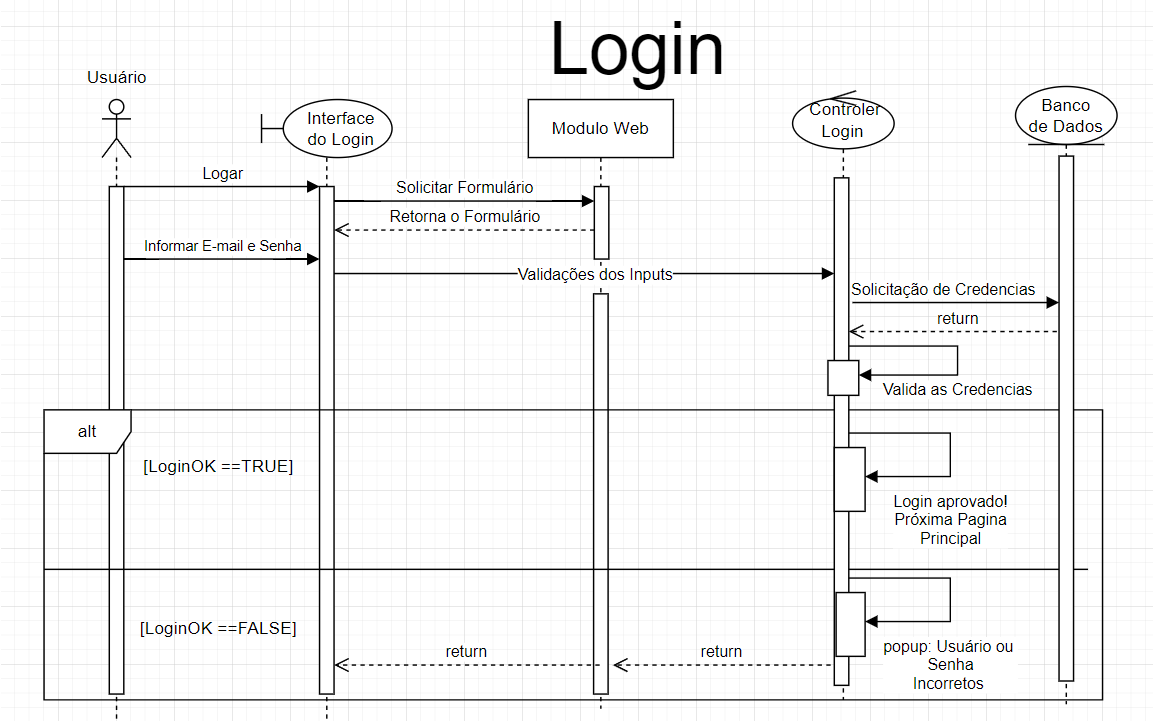 Login
Usuário
Interface
do Login
Modulo Web
Controler
Login
Banco
de Dados
Logar
Solicitar Formulário
Retorna o Formulário
Informar E-mail e Senha
Validações dos Inputs
Solicitação de Credencias
return
Valida as Credencias
alt
[LoginOK ==TRUE]
Login aprovado!
Próxima Pagina
Principal
[LoginOK ==FALSE]
popup: Usuário ou
Senha
Incorretos
return
return